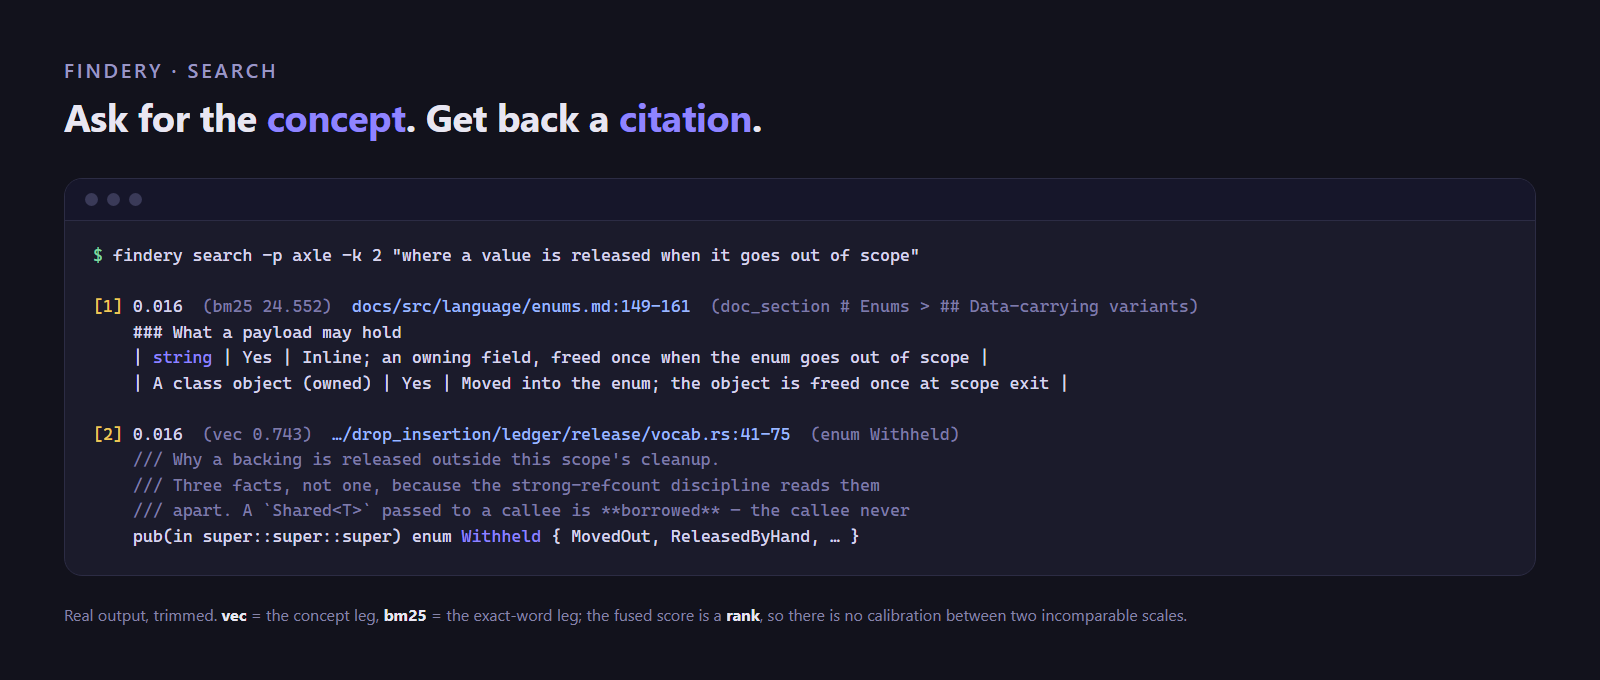 FINDERY · SEARCH
Ask for the concept. Get back a citation.
$ findery search -p axle -k 2 "where a value is released when it goes out of scope"
[1] 0.016 (bm25 24.552) docs/src/language/enums.md:149-161 (doc_section # Enums > ## Data-carrying variants)
### What a payload may hold
| string | Yes | Inline; an owning field, freed once when the enum goes out of scope |
| A class object (owned) | Yes | Moved into the enum; the object is freed once at scope exit |
[2] 0.016 (vec 0.743) …/drop_insertion/ledger/release/vocab.rs:41-75 (enum Withheld)
/// Why a backing is released outside this scope's cleanup.
/// Three facts, not one, because the strong-refcount discipline reads them
/// apart. A `Shared<T>` passed to a callee is **borrowed** — the callee never
pub(in super::super::super) enum Withheld { MovedOut, ReleasedByHand, … }
Real output, trimmed. vec = the concept leg, bm25 = the exact-word leg; the fused score is a rank, so there is no calibration between two incomparable scales.